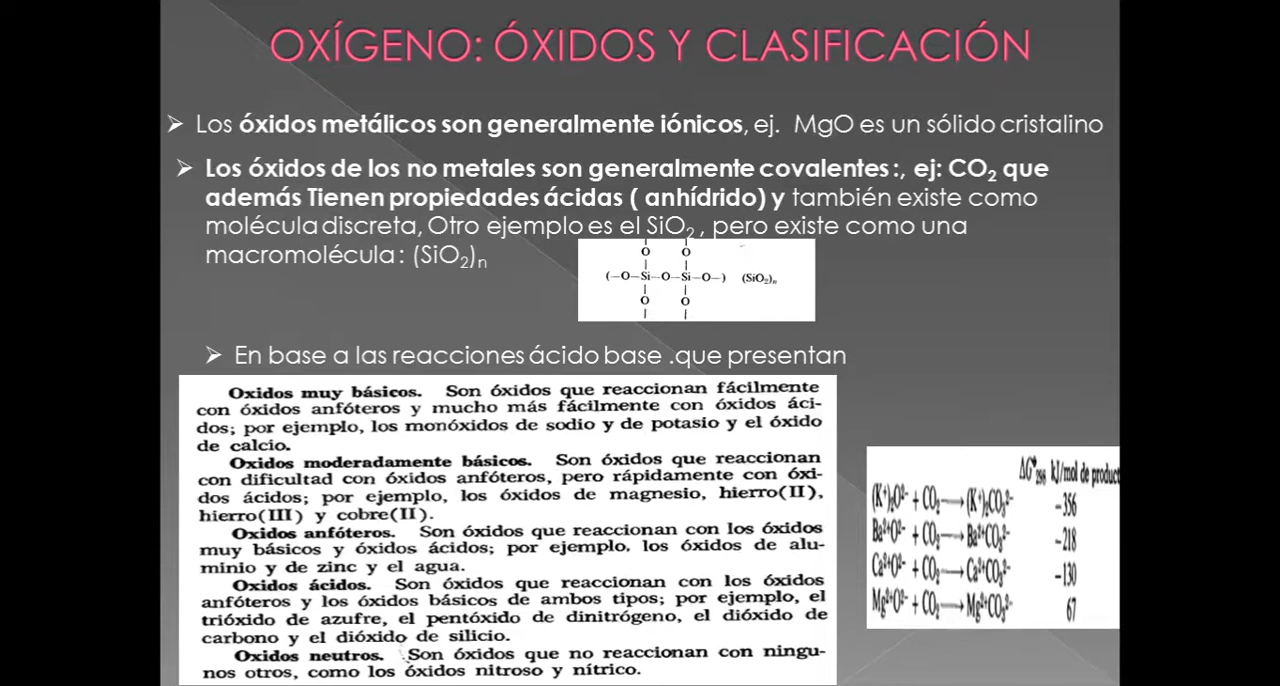 OXÍGENO: ÓXIDOS Y CLASIFICACIÓN
➢ Los óxidos metálicos son generalmente iónicos, ej. MgO es un sólido cristalino
➢ Los óxidos de los no metales son generalmente covalentes :, ej: CO₂ que
además Tienen propiedades ácidas ( anhídrido) y también existe como
molécula discreta, Otro ejemplo es el SiO₂ , pero existe como una
macromolécula : (SiO₂)ₙ
O O
(—O—Si—O—Si—O—) (SiO₂)ₙ
O O
➢ En base a las reacciones ácido base .que presentan
Oxidos muy básicos. Son óxidos que reaccionan fácilmente
con óxidos anfóteros y mucho más fácilmente con óxidos áci-
dos; por ejemplo, los monóxidos de sodio y de potasio y el óxido
de calcio.
Oxidos moderadamente básicos. Son óxidos que reaccionan
con dificultad con óxidos anfóteros, pero rápidamente con óxi-
dos ácidos; por ejemplo, los óxidos de magnesio, hierro(II),
hierro(III) y cobre(II).
Oxidos anfóteros. Son óxidos que reaccionan con los óxidos
muy básicos y óxidos ácidos; por ejemplo. los óxidos de alu-
minio y de zinc y el agua.
Oxidos ácidos. Son óxidos que reaccionan con los óxidos
anfóteros y los óxidos básicos de ambos tipos; por ejemplo, el
trióxido de azufre, el pentóxido de dinitrógeno, el dióxido de
carbono y el dióxido de silicio.
Oxidos neutros. Son óxidos que no reaccionan con ningu-
nos otros, como los óxidos nitroso y nítrico.
kJ/mol de product
(K⁺)₂O²⁻ + CO₂ ⟶ (K⁺)₂CO₃²⁻ −356
Ba²⁺O²⁻ + CO₂ ⟶ Ba²⁺CO₃²⁻ −218
Ca²⁺O²⁻ + CO₂ ⟶ Ca²⁺CO₃²⁻ −130
Mg²⁺O²⁻ + CO₂ ⟶ Mg²⁺CO₃²⁻ 67